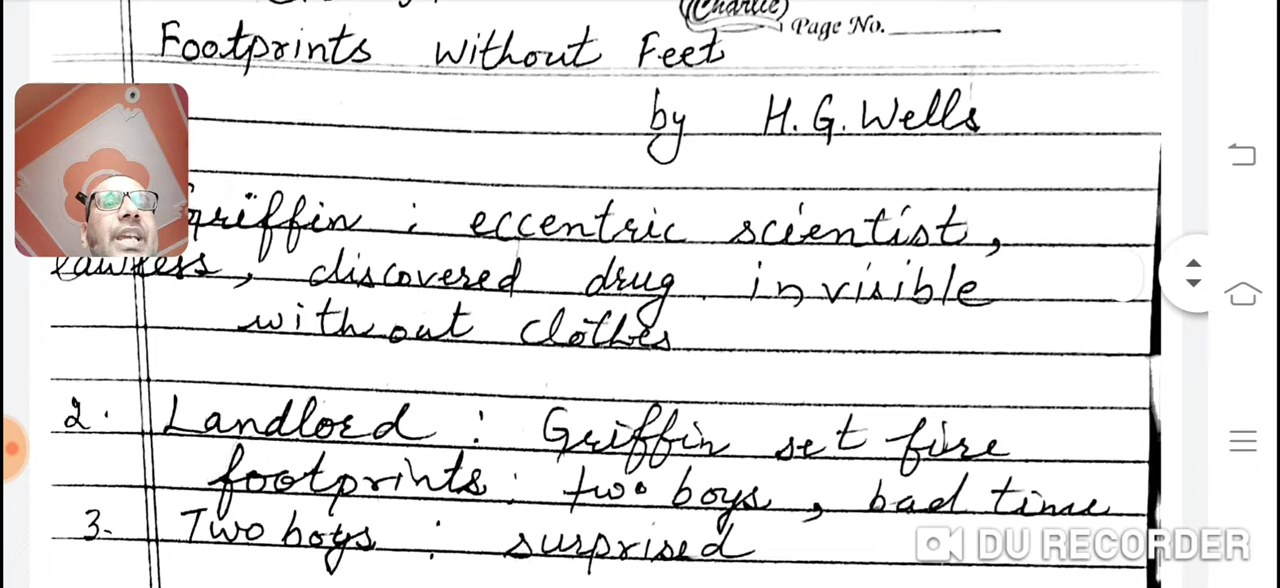 Charlie
Page No.
Footprints Without Feet
by H. G. Wells
Griffin : eccentric scientist,
lawless, discovered drug. invisible
without clothes
2. Landlord : Griffin set fire
footprints : two boys, bad time
3- Two boys : surprised
DU RECORDER